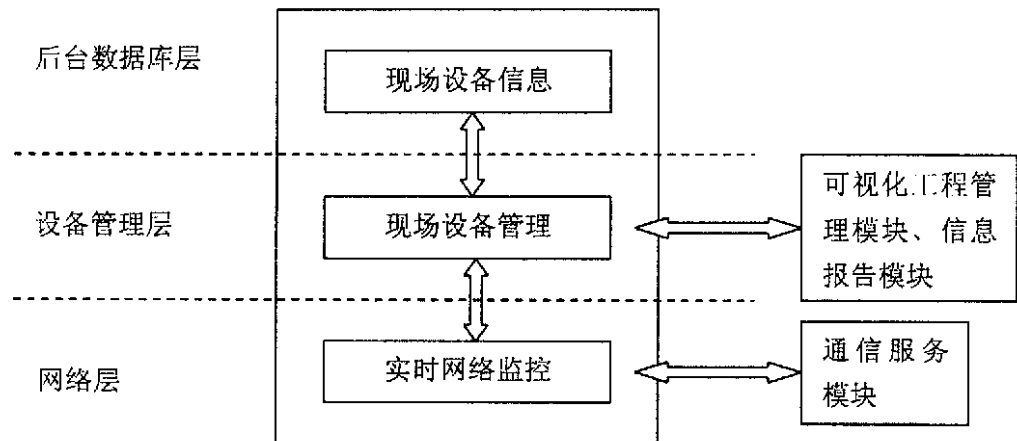 后台数据库层
现场设备信息
设备管理层
现场设备管理
可视化工程管
理模块、信息
报告模块
网络层
实时网络监控
通信服务
模块